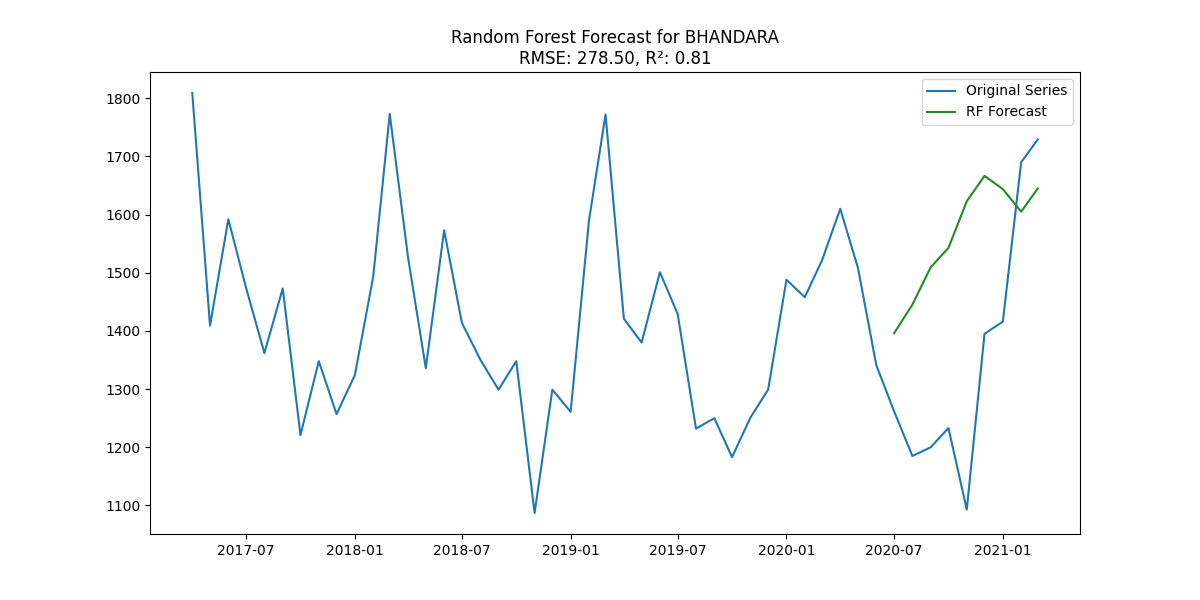 Random Forest Forecast for BHANDARA
RMSE: 278.50, R²: 0.81
Original Series
RF Forecast
1800
1700
1600
1500
1400
1300
1200
1100
2017-07 2018-01 2018-07 2019-01 2019-07 2020-01 2020-07 2021-01